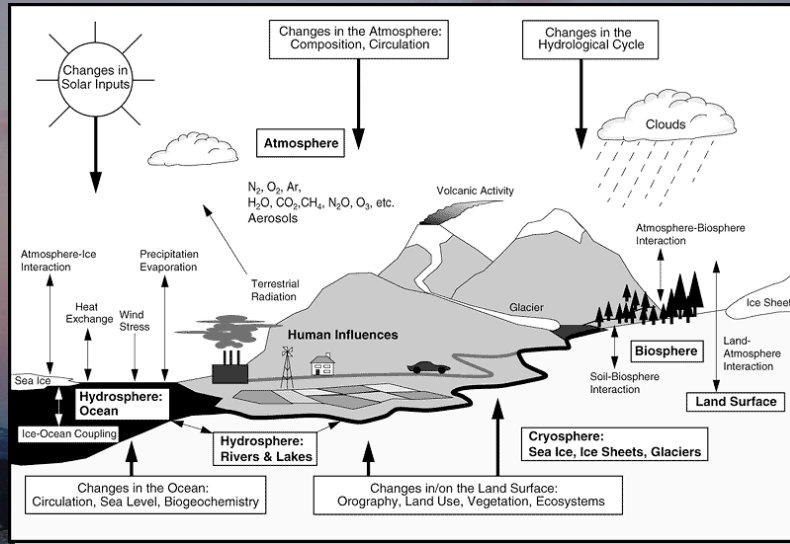 Changes in the Atmosphere:
Composition, Circulation
Changes in the
Hydrological Cycle
Changes in
Solar Inputs
Clouds
Atmosphere
N₂, O₂, Ar,
H₂O, CO₂,CH₄, N₂O, O₃, etc.
Aerosols
Volcanic Activity
Atmosphere-Ice
Interaction
Precipitation
Evaporation
Terrestrial
Radiation
Atmosphere-Biosphere
Interaction
Heat
Exchange
Wind
Stress
Glacier
Ice Sheet
Human Influences
Biosphere
Land-
Atmosphere
Interaction
Soil-Biosphere
Interaction
Sea Ice
Hydrosphere:
Ocean
Land Surface
Ice-Ocean Coupling
Hydrosphere:
Rivers & Lakes
Cryosphere:
Sea Ice, Ice Sheets, Glaciers
Changes in the Ocean:
Circulation, Sea Level, Biogeochemistry
Changes in/on the Land Surface:
Orography, Land Use, Vegetation, Ecosystems